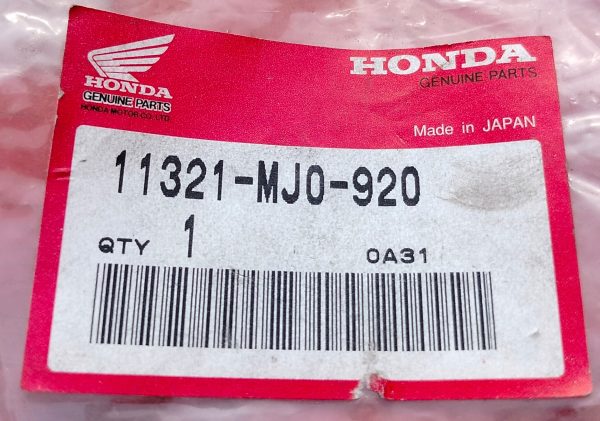 HONDA
GENUINE PARTS
HONDA MOTOR CO., LTD.
HONDA
GENUINE PARTS
Made in JAPAN
11321-MJ0-920
QTY 1
0A31